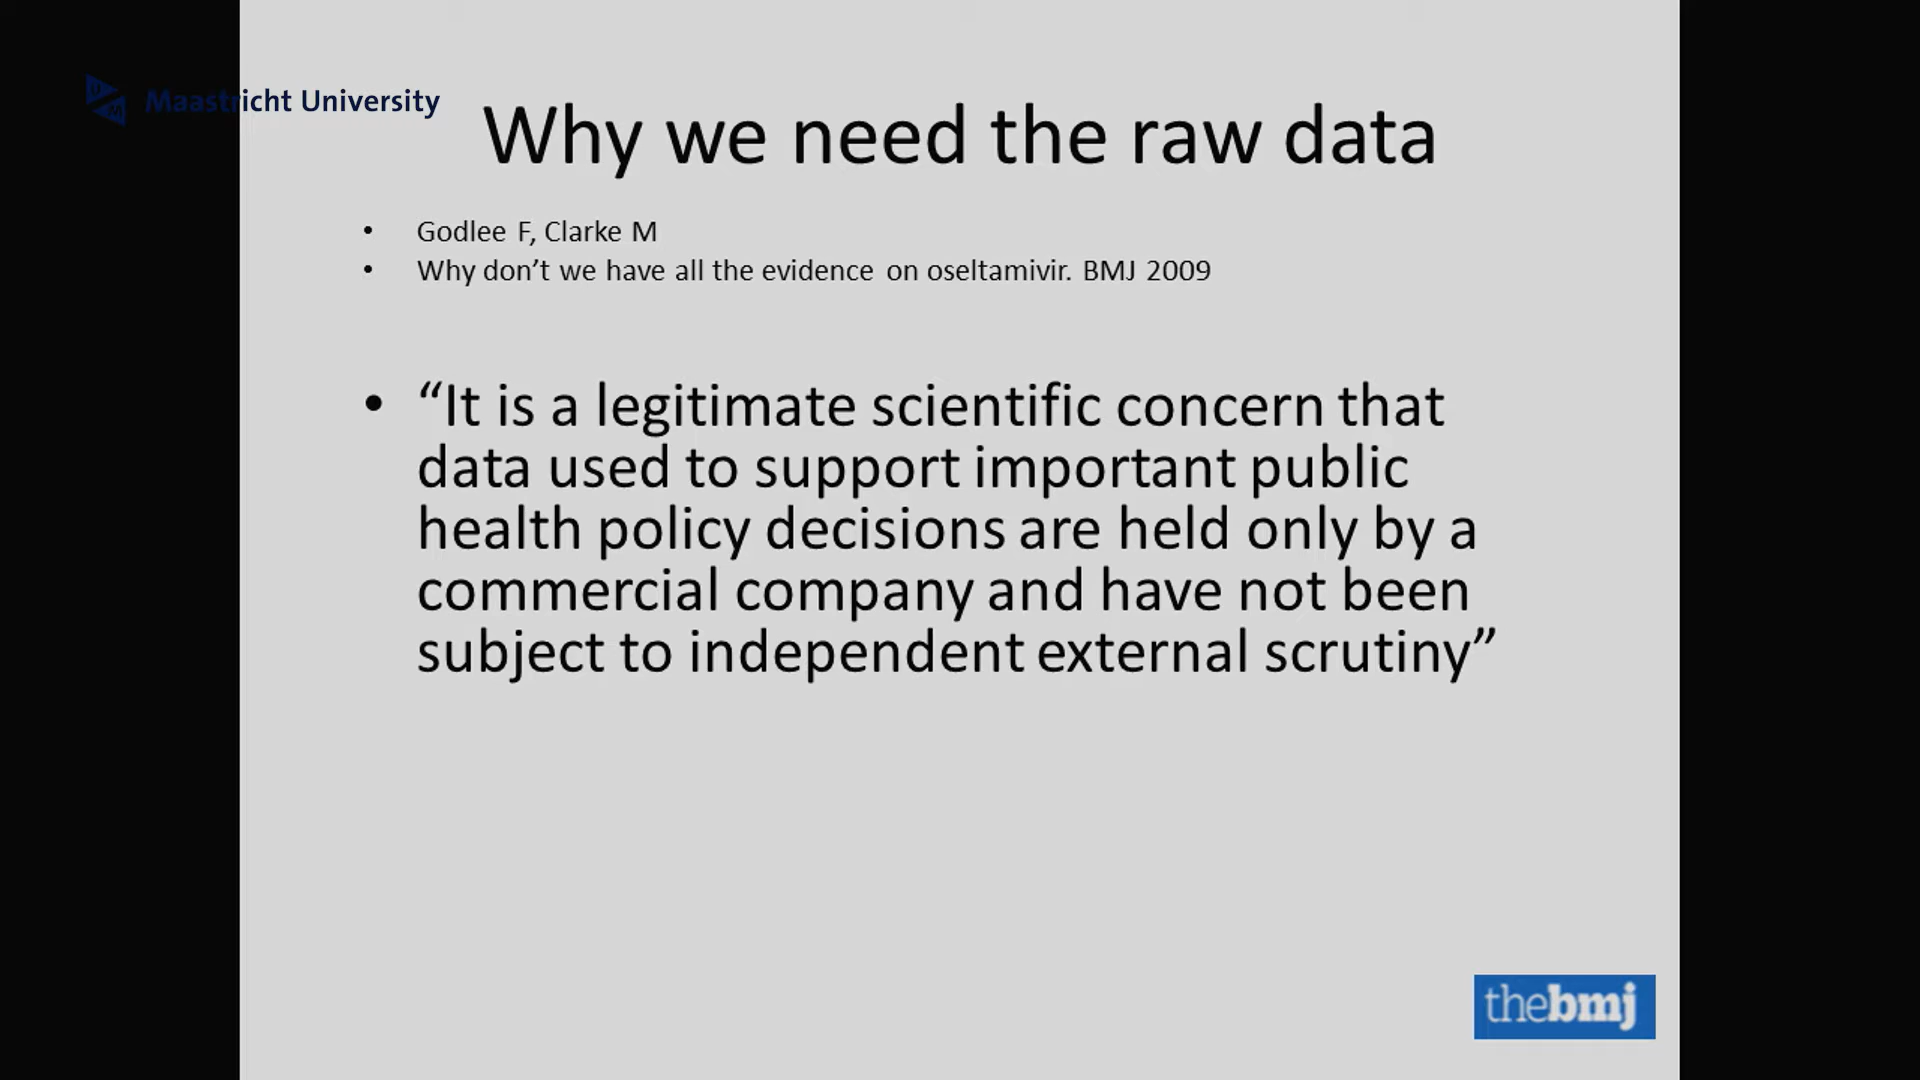 Maastricht University
Why we need the raw data
• Godlee F, Clarke M
• Why don’t we have all the evidence on oseltamivir. BMJ 2009
• “It is a legitimate scientific concern that
data used to support important public
health policy decisions are held only by a
commercial company and have not been
subject to independent external scrutiny”
thebmj